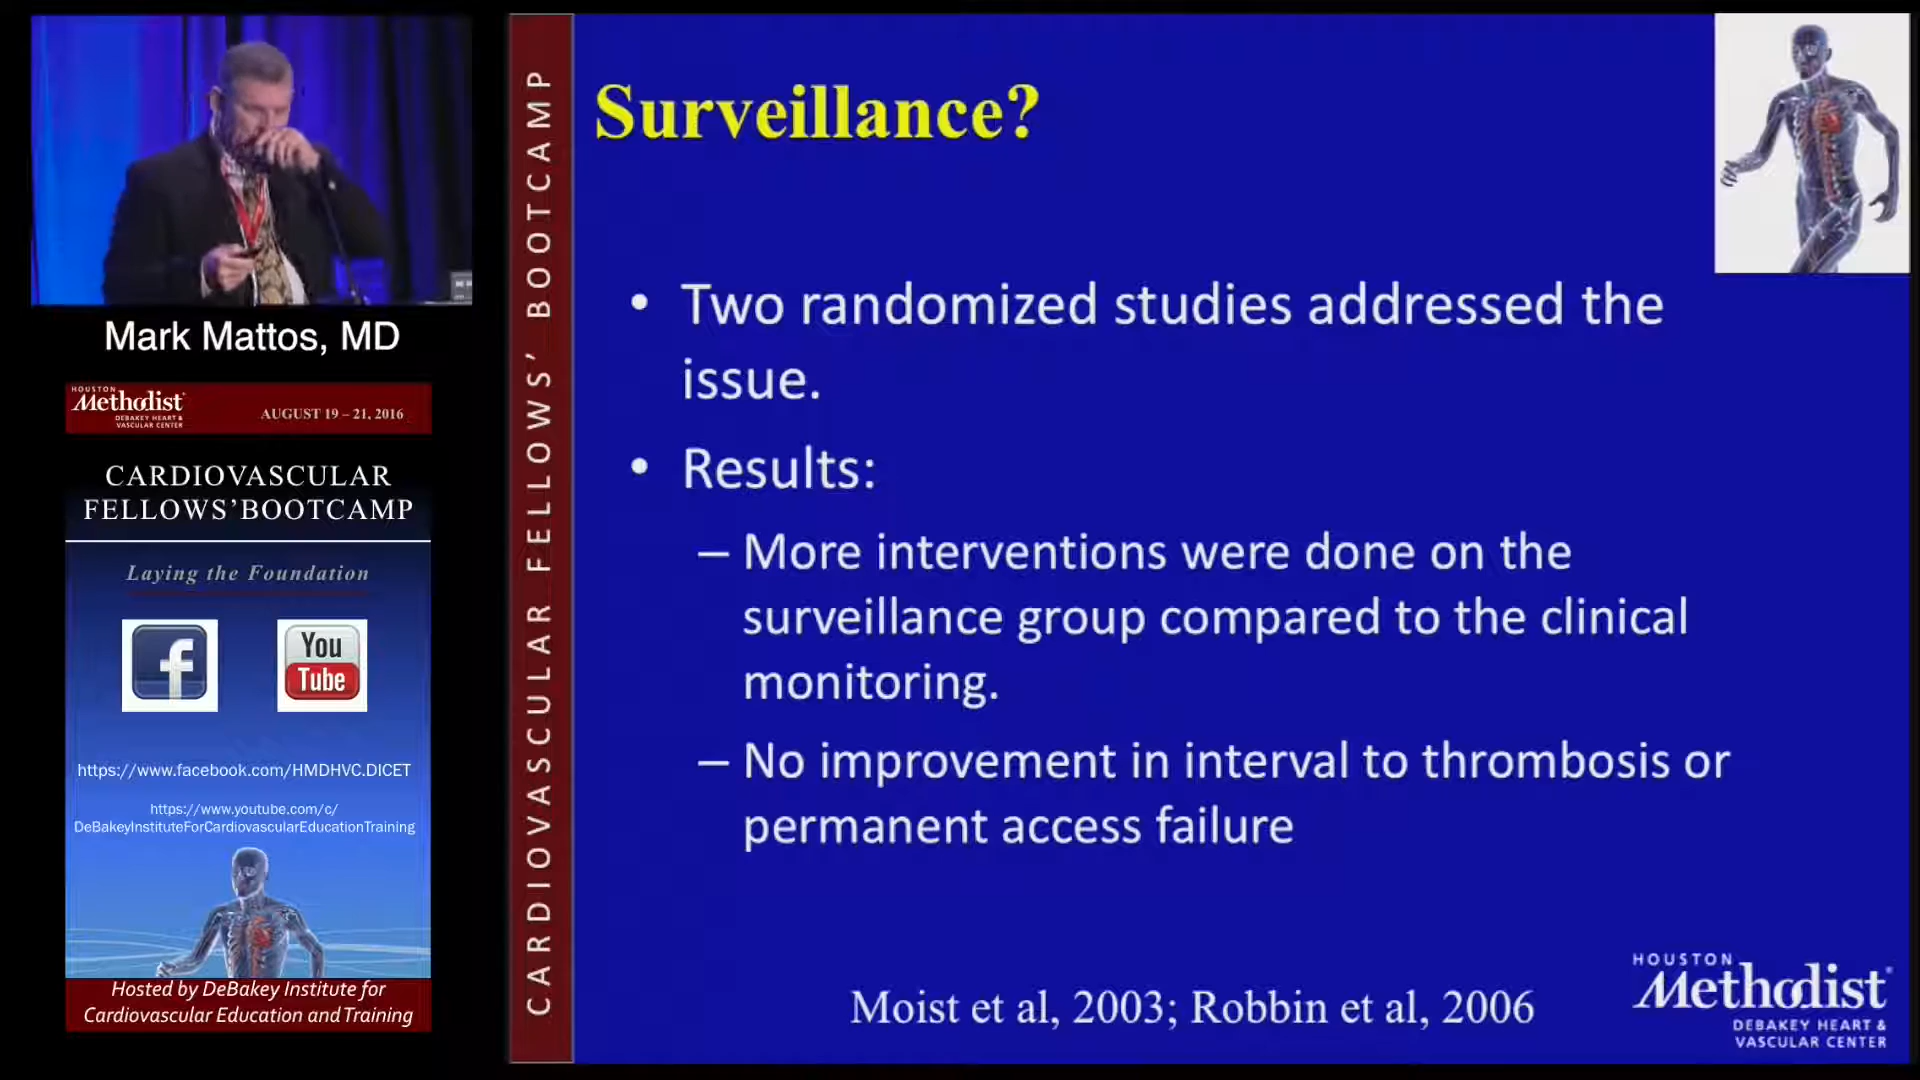 Mark Mattos, MD
HOUSTON
Methodist
DEBAKEY HEART &
VASCULAR CENTER
AUGUST 19 – 21, 2016
CARDIOVASCULAR
FELLOWS’BOOTCAMP
Laying the Foundation
f
You
Tube
https://www.facebook.com/HMDHVC.DICET
https://www.youtube.com/c/
DeBakeyInstituteForCardiovascularEducationTraining
Hosted by DeBakey Institute for
Cardiovascular Education and Training
CARDIOVASCULAR FELLOWS’ BOOTCAMP
Surveillance?
• Two randomized studies addressed the
issue.
• Results:
– More interventions were done on the
surveillance group compared to the clinical
monitoring.
– No improvement in interval to thrombosis or
permanent access failure
Moist et al, 2003; Robbin et al, 2006
HOUSTON
Methodist
DEBAKEY HEART &
VASCULAR CENTER